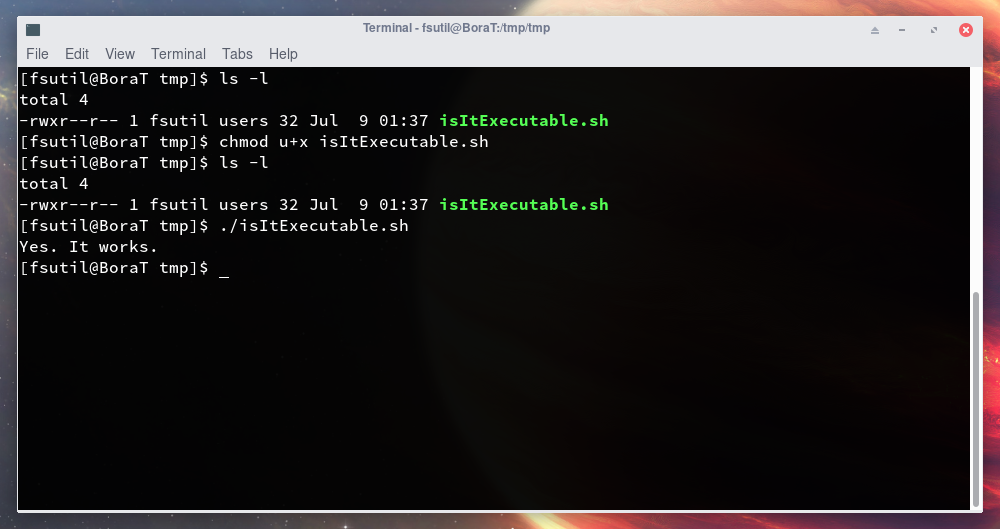 Terminal - fsutil@BoraT:/tmp/tmp
File Edit View Terminal Tabs Help
[fsutil@BoraT tmp]$ ls -l
total 4
-rwxr--r-- 1 fsutil users 32 Jul  9 01:37 isItExecutable.sh
[fsutil@BoraT tmp]$ chmod u+x isItExecutable.sh
[fsutil@BoraT tmp]$ ls -l
total 4
-rwxr--r-- 1 fsutil users 32 Jul  9 01:37 isItExecutable.sh
[fsutil@BoraT tmp]$ ./isItExecutable.sh
Yes. It works.
[fsutil@BoraT tmp]$ _